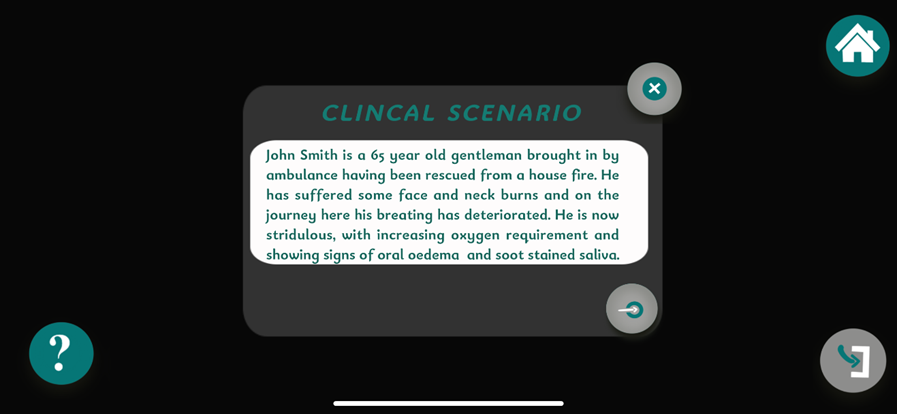 CLINCAL SCENARIO
John Smith is a 65 year old gentleman brought in by
ambulance having been rescued from a house fire. He
has suffered some face and neck burns and on the
journey here his breating has deteriorated. He is now
stridulous, with increasing oxygen requirement and
showing signs of oral oedema and soot stained saliva.
?